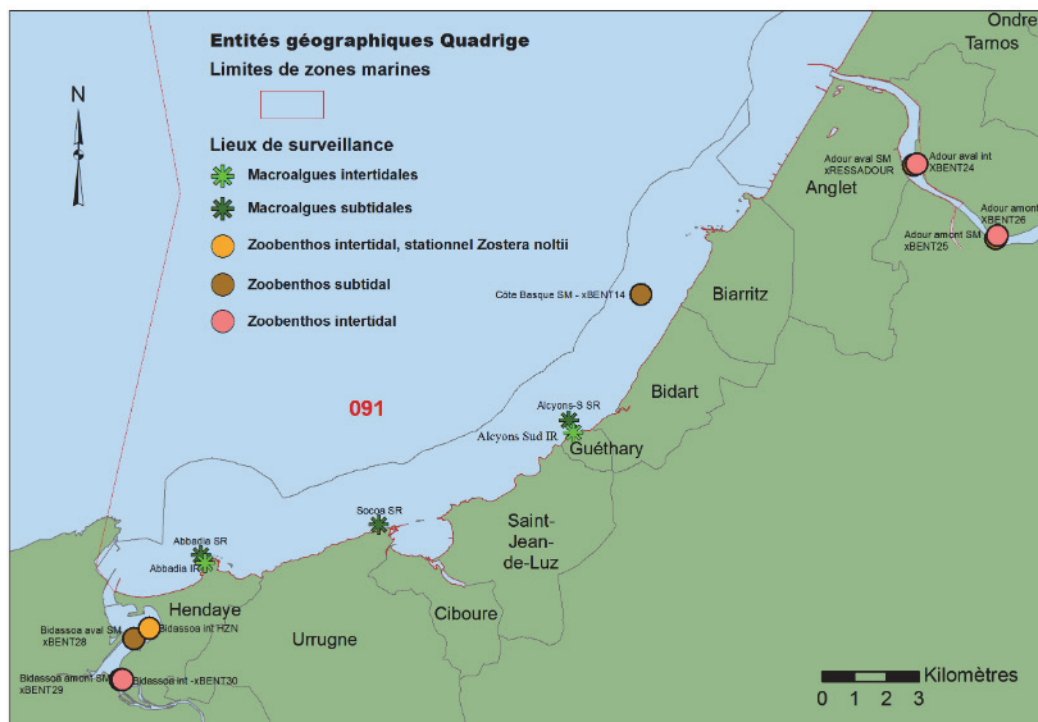 Entités géographiques Quadrige
Limites de zones marines
N
Lieux de surveillance
Macroalgues intertidales
Macroalgues subtidales
Zoobenthos intertidal, stationnel Zostera noltii
Zoobenthos subtidal
Zoobenthos intertidal
Ondre
Tarnos
Adour aval SM
xRESSADOUR
Adour aval int
XBENT24
Anglet
Adour amont
XBENT26
Adour amont SM
xBENT25
Côte Basque SM - xBENT14
Biarritz
Bidart
091
Alcyons-S SR
Alcyons Sud IR
Guéthary
Socoa SR
Saint-
Jean-
de-Luz
Abbadia SR
Abbadia IR
Hendaye
Ciboure
Urrugne
Bidassoa aval SM
xBENT28
Bidassoa int HZN
Bidassoa amont SM
xBENT29
Bidassoa int -xBENT30
Kilomètres
0 1 2 3